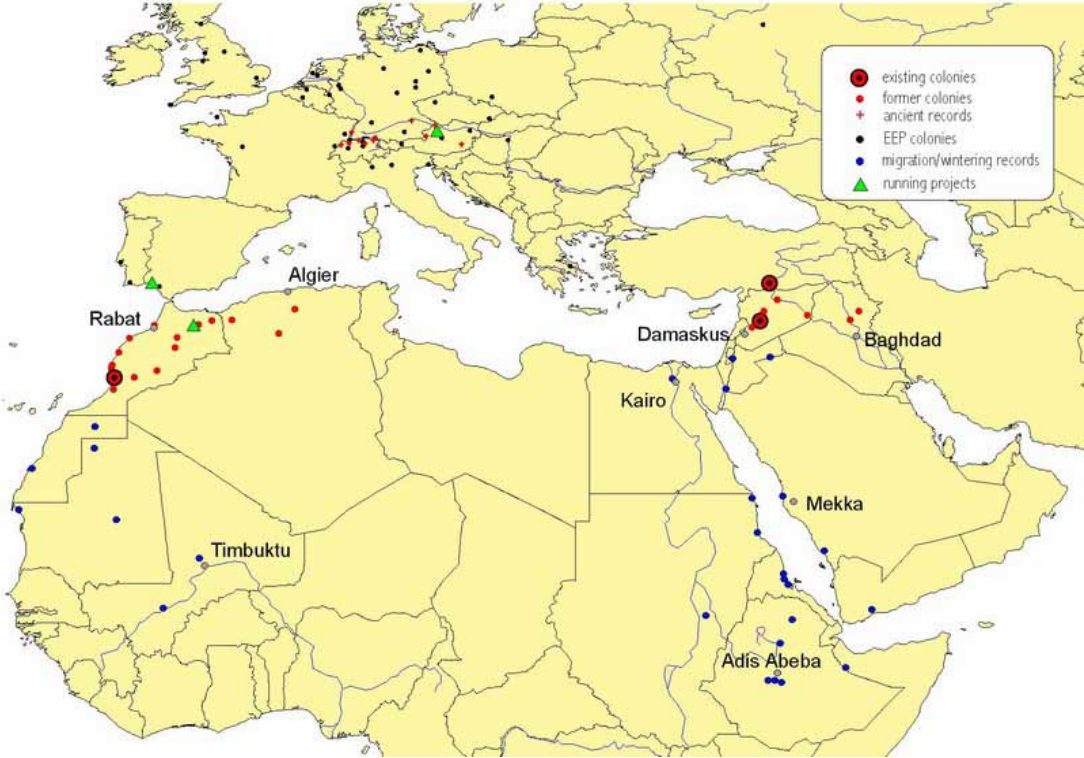 existing colonies
former colonies
ancient records
EEP colonies
migration/wintering records
running projects
Algier
Rabat
Damaskus
Baghdad
Kairo
Mekka
Timbuktu
Adis Abeba